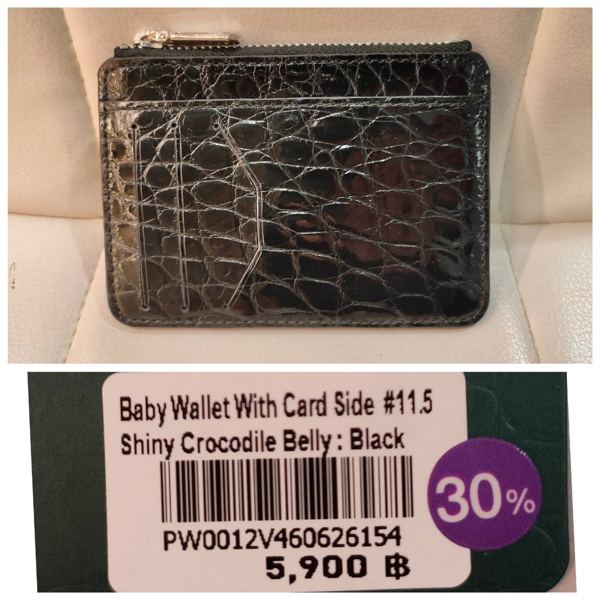 Baby Wallet With Card Side #11.5
Shiny Crocodile Belly : Black
30%
PW0012V460626154
5,900 ฿